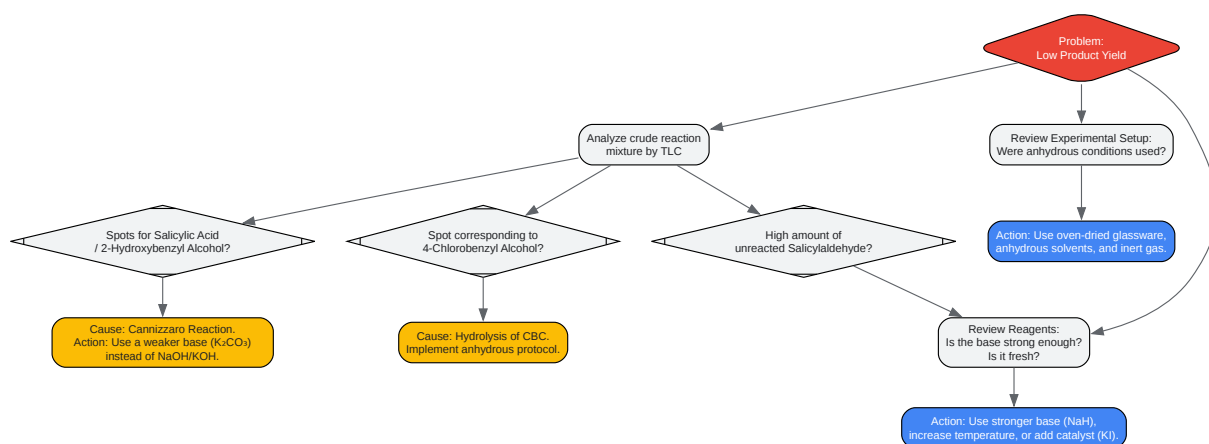 Problem:
Low Product Yield
Analyze crude reaction
mixture by TLC
Review Experimental Setup:
Were anhydrous conditions used?
Spots for Salicylic Acid
/ 2-Hydroxybenzyl Alcohol?
Spot corresponding to
4-Chlorobenzyl Alcohol?
High amount of
unreacted Salicylaldehyde?
Action: Use oven-dried glassware,
anhydrous solvents, and inert gas.
Cause: Cannizzaro Reaction.
Action: Use a weaker base (K₂CO₃)
instead of NaOH/KOH.
Cause: Hydrolysis of CBC.
Implement anhydrous protocol.
Review Reagents:
Is the base strong enough?
Is it fresh?
Action: Use stronger base (NaH),
increase temperature, or add catalyst (KI).